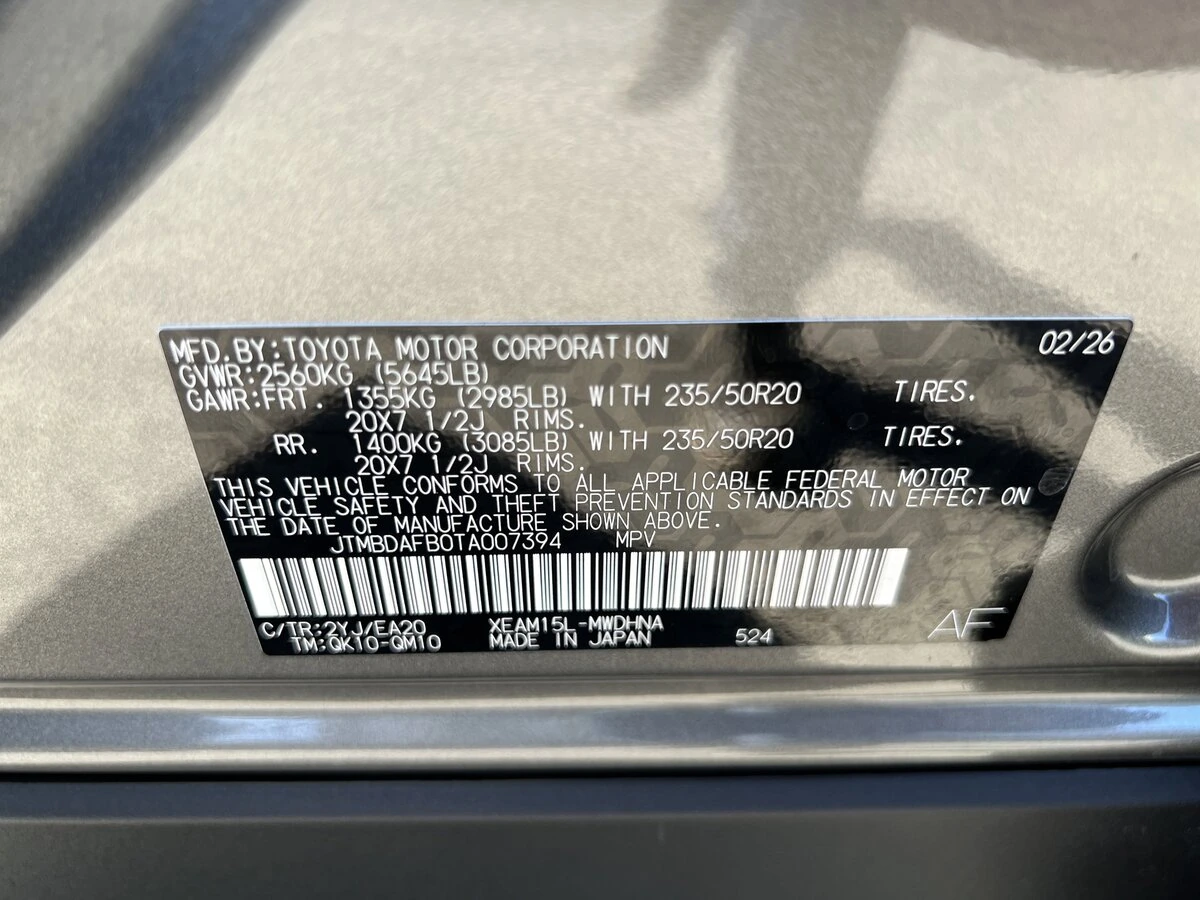 MFD.BY:TOYOTA MOTOR CORPORATION 02/26
GVWR:2560KG (5645LB)
GAWR:FRT. 1355KG (2985LB) WITH 235/50R20 TIRES.
20X7 1/2J RIMS.
RR. 1400KG (3085LB) WITH 235/50R20 TIRES.
20X7 1/2J RIMS.
THIS VEHICLE CONFORMS TO ALL APPLICABLE FEDERAL MOTOR
VEHICLE SAFETY AND THEFT PREVENTION STANDARDS IN EFFECT ON
THE DATE OF MANUFACTURE SHOWN ABOVE.
JTMBDAFB0TA007394 MPV
C/TR:2YJ/EA20 XEAM15L-MWDHNA
TM:QK10-QM10 MADE IN JAPAN 524 AF